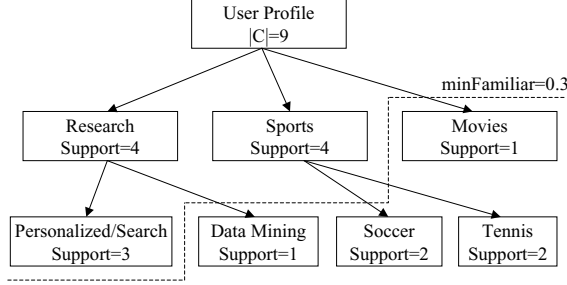 User Profile
|C|=9
minFamiliar=0.3
Research
Support=4
Sports
Support=4
Movies
Support=1
Personalized/Search
Support=3
Data Mining
Support=1
Soccer
Support=2
Tennis
Support=2